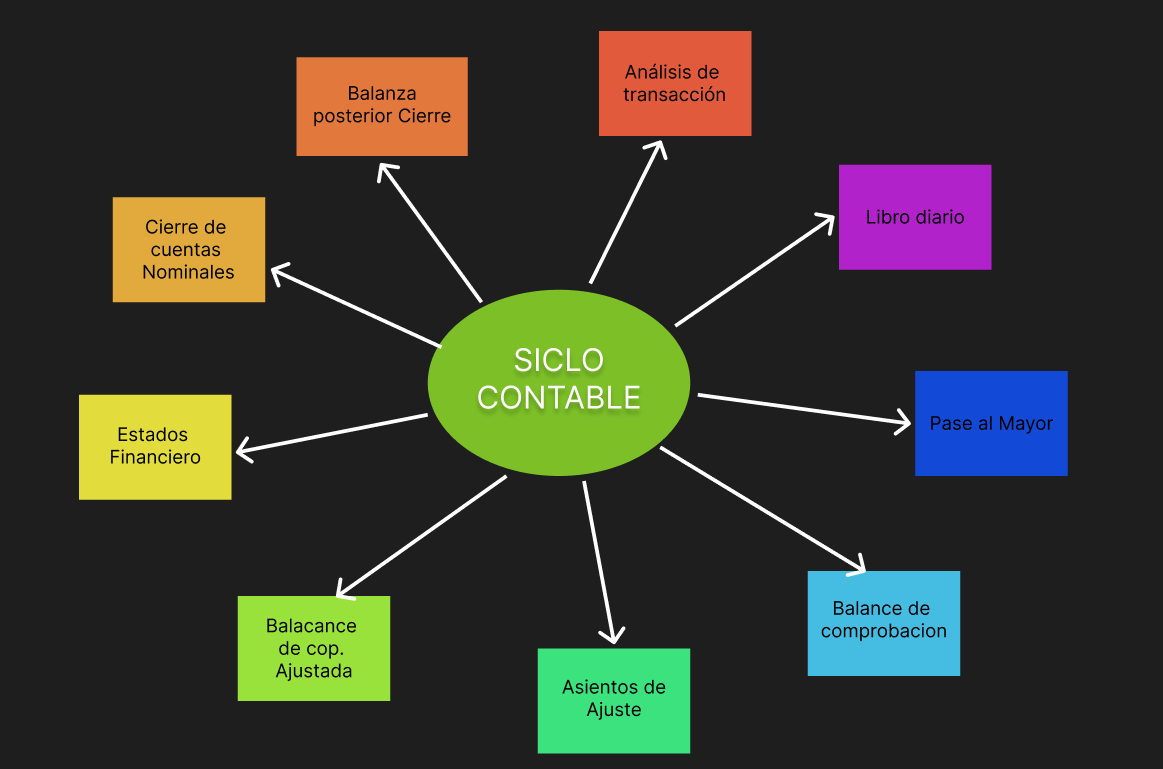 SICLO
CONTABLE
Análisis de
transacción
Libro diario
Pase al Mayor
Balance de
comprobacion
Asientos de
Ajuste
Balacance
de cop.
Ajustada
Estados
Financiero
Cierre de
cuentas
Nominales
Balanza
posterior Cierre